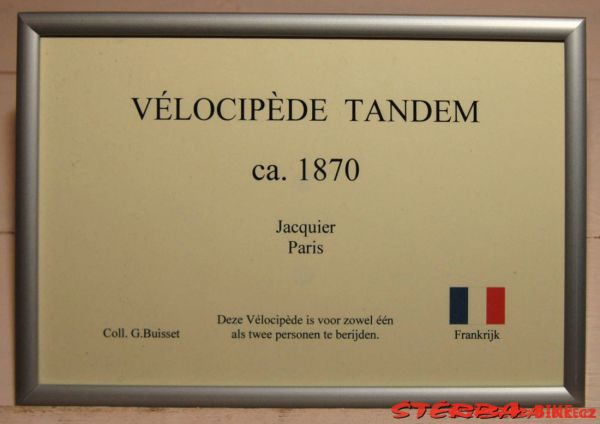 VÉLOCIPÈDE TANDEM
ca. 1870
Jacquier
Paris
Coll. G.Buisset
Deze Vélocipède is voor zowel één
als twee personen te berijden.
Frankrijk
STERBA